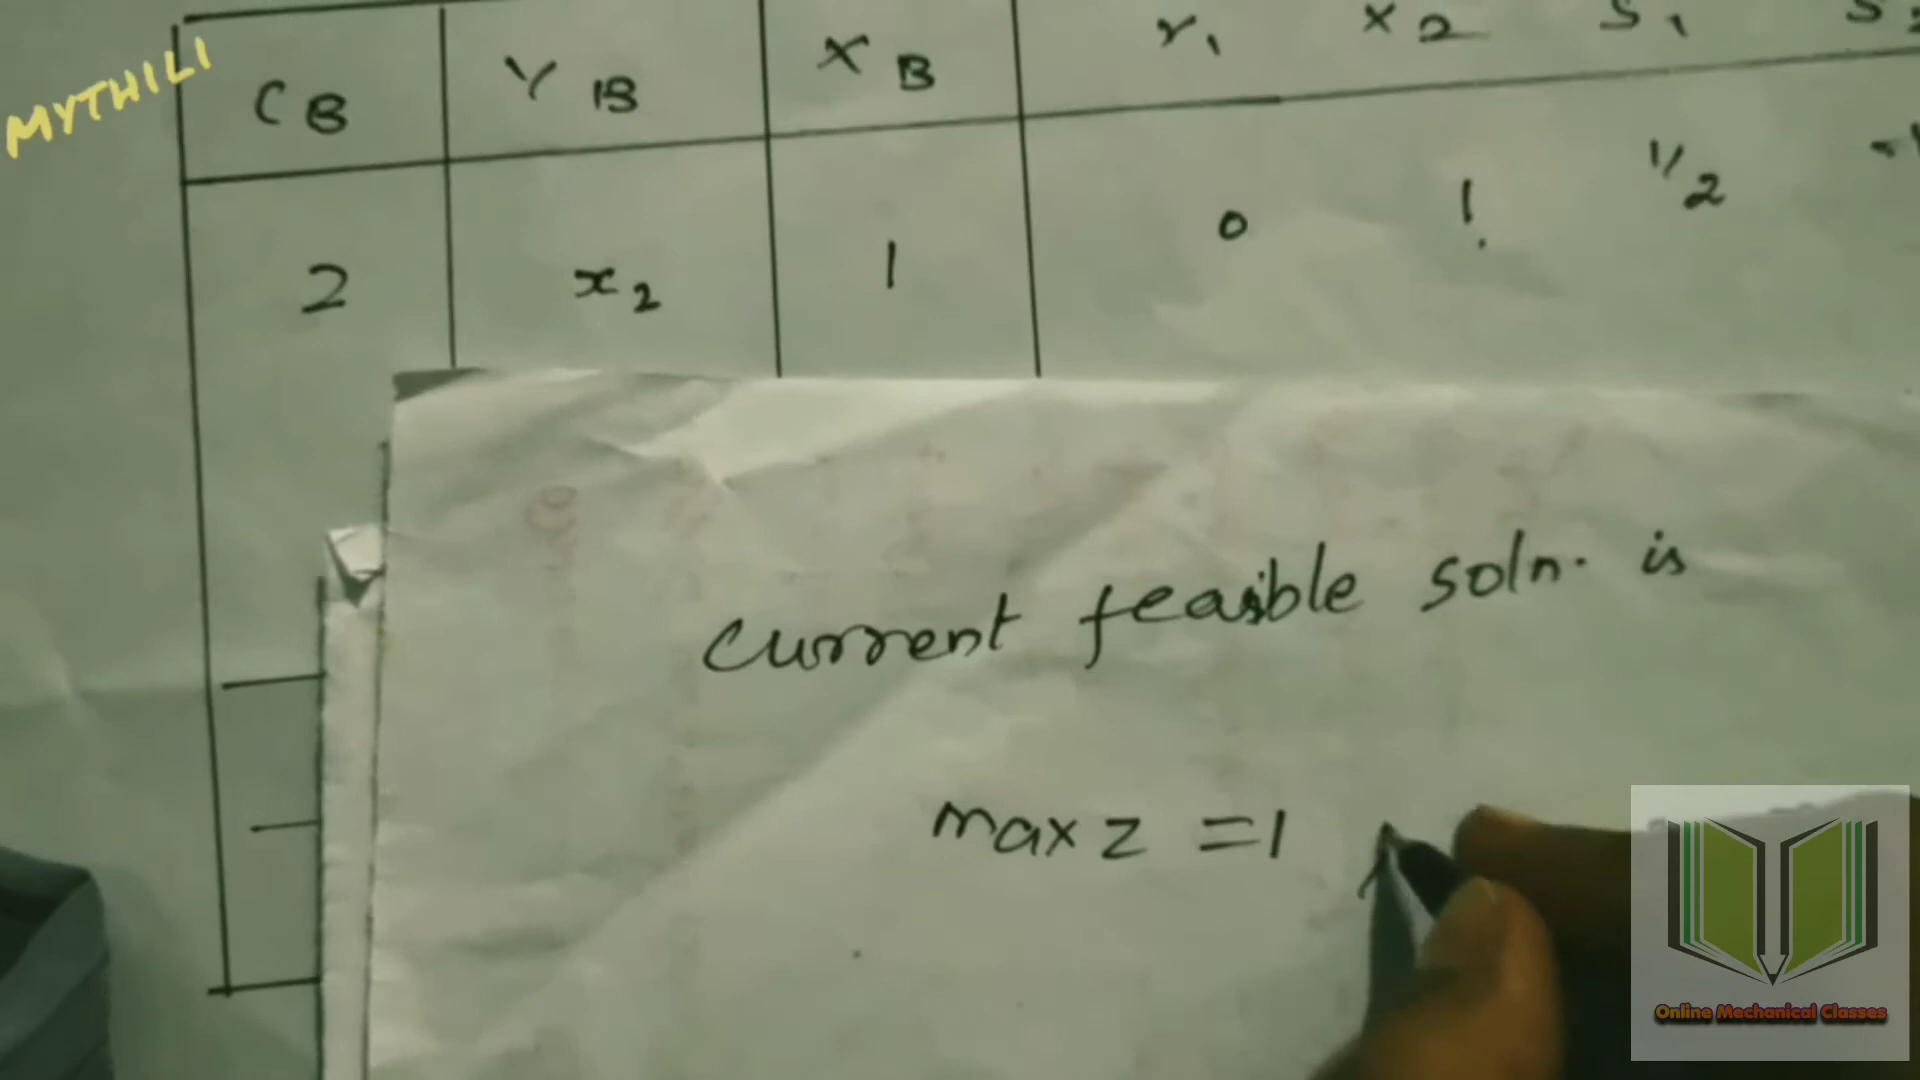 MYTHILI
CB YB XB x1 x2 S1 S2
2 x2 1 0 1 1/2
current feasible soln. is
max z = 1
Online Mechanical Classes